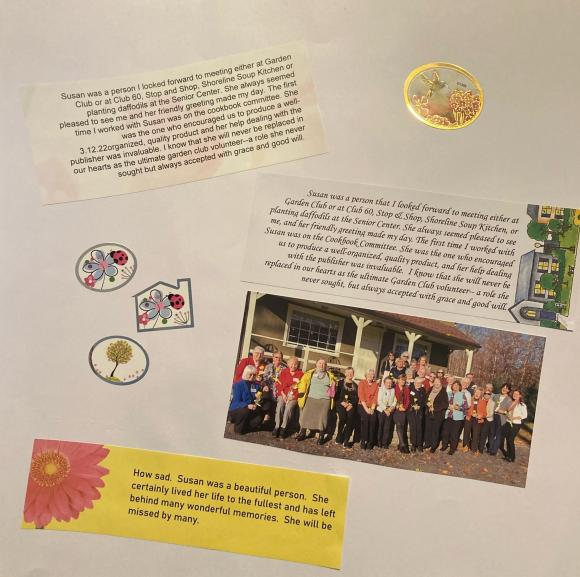 Susan was a person I looked forward to meeting either at Garden
Club or at Club 60, Stop and Shop, Shoreline Soup Kitchen or
planting daffodils at the Senior Center. She always seemed
pleased to see me and her friendly greeting made my day. The first
time I worked with Susan was on the cookbook committee. She
was the one who encouraged us to produce a well-
3.12.22organized, quality product and her help dealing with the
publisher was invaluable. I know that she will never be replaced in
our hearts as the ultimate garden club volunteer--a role she never
sought but always accepted with grace and good will.
Susan was a person that I looked forward to meeting either at
Garden Club or at Club 60, Stop & Shop, Shoreline Soup Kitchen, or
planting daffodils at the Senior Center. She always seemed pleased to see
me, and her friendly greeting made my day. The first time I worked with
Susan was on the Cookbook Committee. She was the one who encouraged
us to produce a well-organized, quality product, and her help dealing
with the publisher was invaluable. I know that she will never be
replaced in our hearts as the ultimate Garden Club volunteer-- a role she
never sought, but always accepted with grace and good will.
How sad. Susan was a beautiful person. She
certainly lived her life to the fullest and has left
behind many wonderful memories. She will be
missed by many.